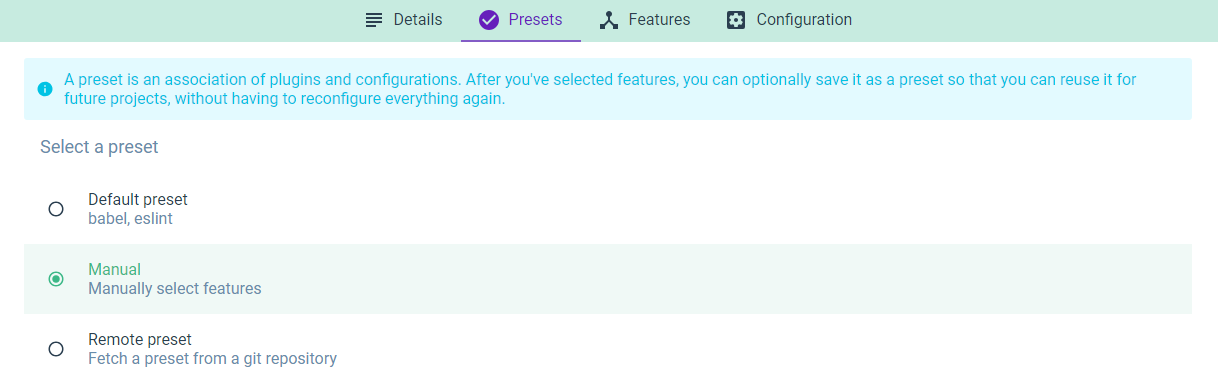 Details Presets Features Configuration
A preset is an association of plugins and configurations. After you've selected features, you can optionally save it as a preset so that you can reuse it for
future projects, without having to reconfigure everything again.
Select a preset
Default preset
babel, eslint
Manual
Manually select features
Remote preset
Fetch a preset from a git repository